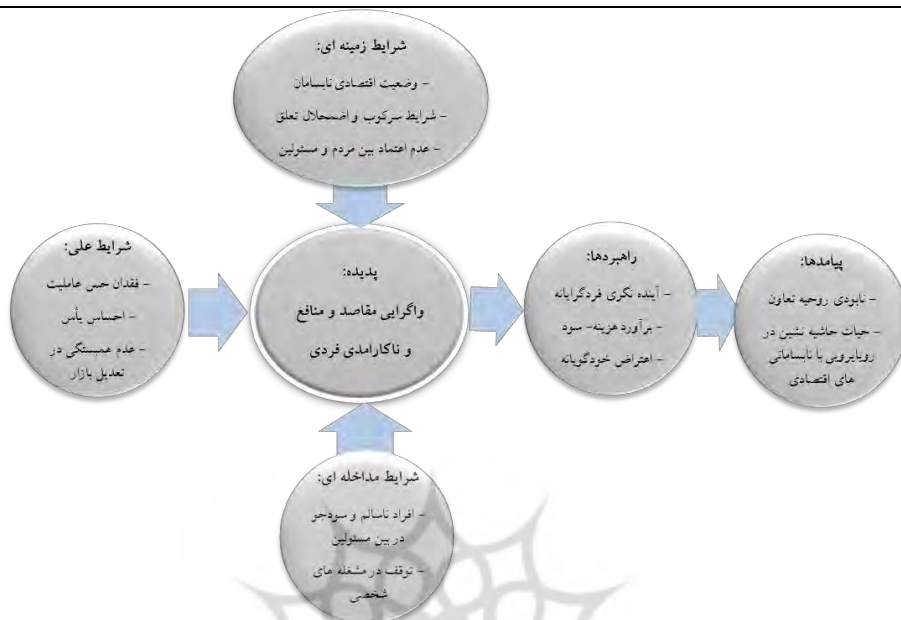 شرایط زمینه ای:
- وضعیت اقتصادی نابسامان
- شرایط سرکوب و اضمحلال تعلق
- عدم اعتماد بین مردم و مسئولین
شرایط علی:
- فقدان حس عاملیت
- احساس یأس
- عدم همبستگی در
تعدیل بازار
پدیده:
واگرایی مقاصد و منافع
و ناکارامدی فردی
راهبردها:
- آینده نگری فردگرایانه
- برآورد هزینه- سود
- اعتراض خودگویانه
پیامدها:
- نابودی روحیه تعاون
- حیات حاشیه نشین در
رویارویی با نابسامانی
های اقتصادی
شرایط مداخله ای:
- افراد ناسالم و سودجو
در بین مسئولین
- توقف در مشغله های
شخصی